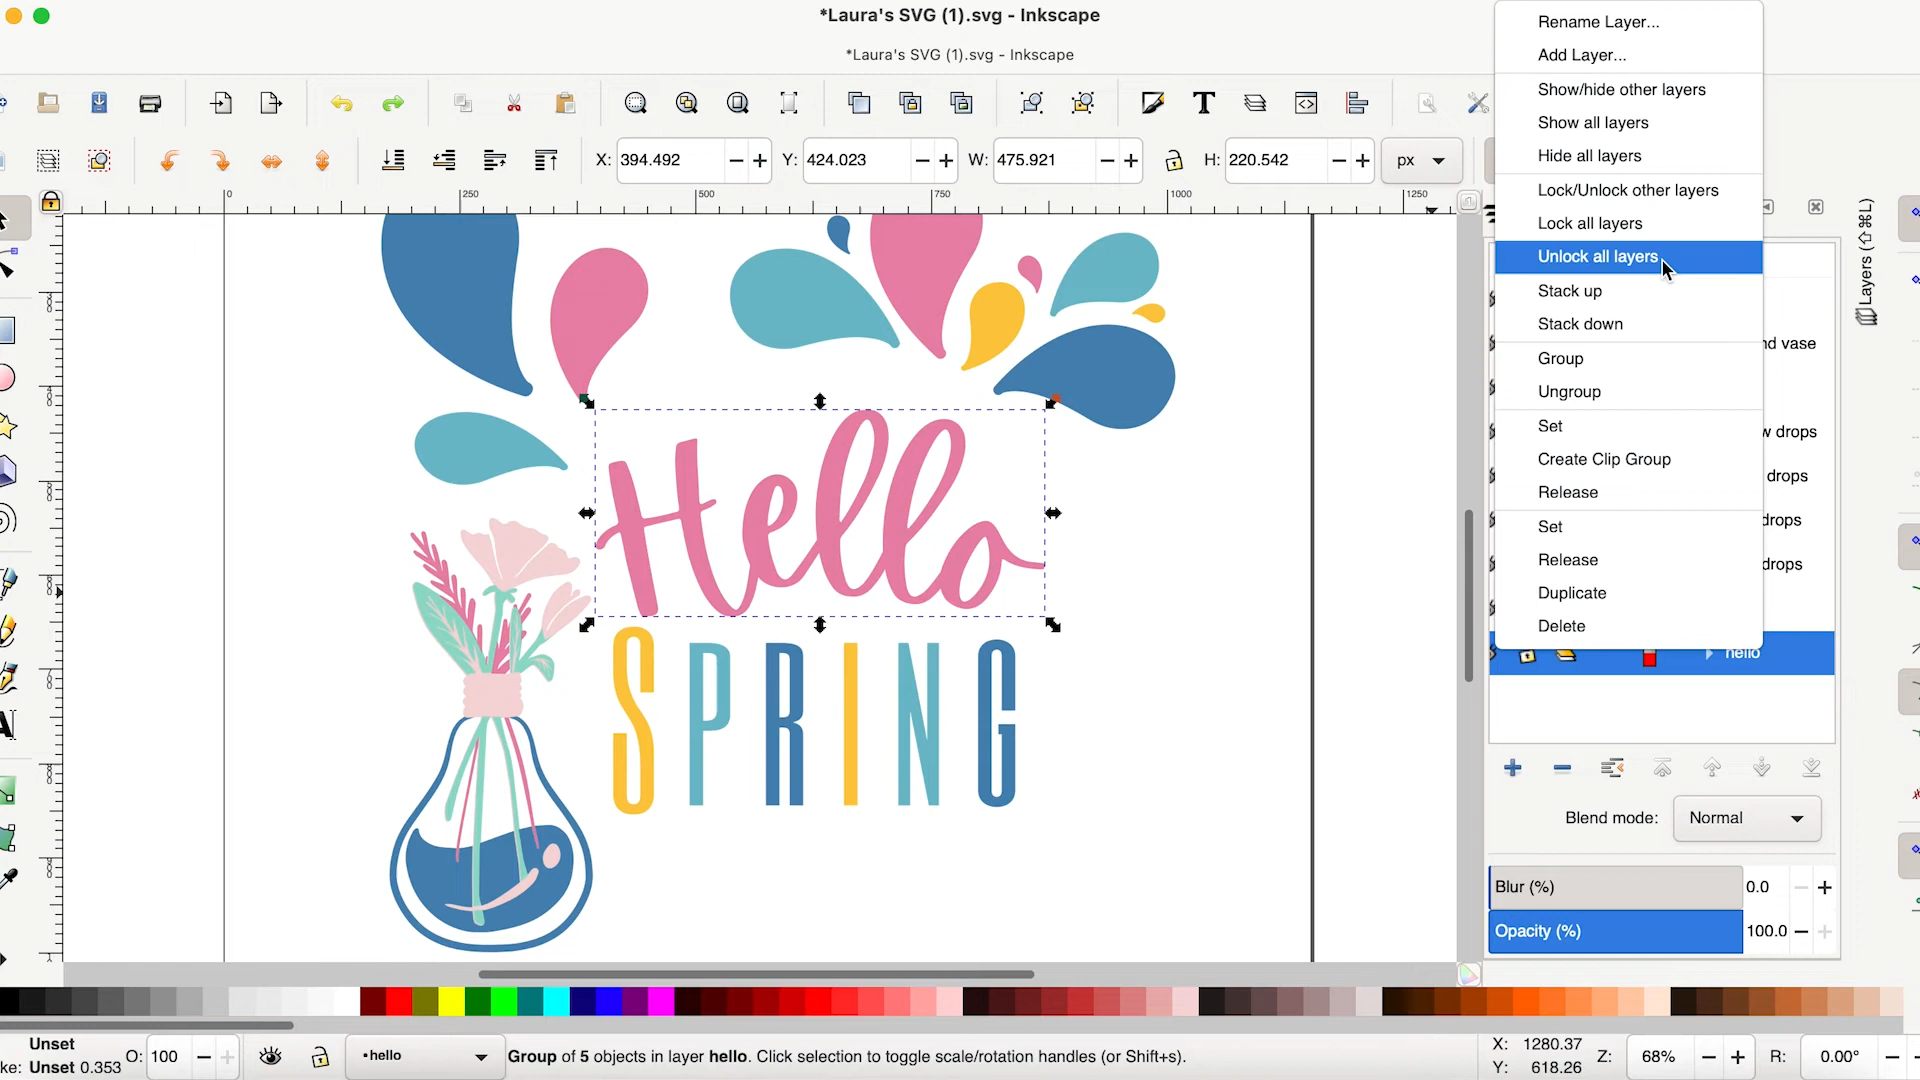 *Laura's SVG (1).svg - Inkscape
*Laura's SVG (1).svg - Inkscape
X: 394.492 Y: 424.023 W: 475.921 H: 220.542 px
0 250 500 750 1000 1250
Rename Layer...
Add Layer...
Show/hide other layers
Show all layers
Hide all layers
Lock/Unlock other layers
Lock all layers
Unlock all layers
Stack up
Stack down
Group
Ungroup
Set
Create Clip Group
Release
Set
Release
Duplicate
Delete
Layers (⇧⌘L)
nd vase
w drops
drops
drops
drops
hello
Hello
SPRING
Blend mode: Normal
Blur (%) 0.0
Opacity (%) 100.0
Unset
ke: Unset 0.353
O: 100
•hello
Group of 5 objects in layer hello. Click selection to toggle scale/rotation handles (or Shift+s).
X: 1280.37
Y: 618.26
Z: 68%
R: 0.00°